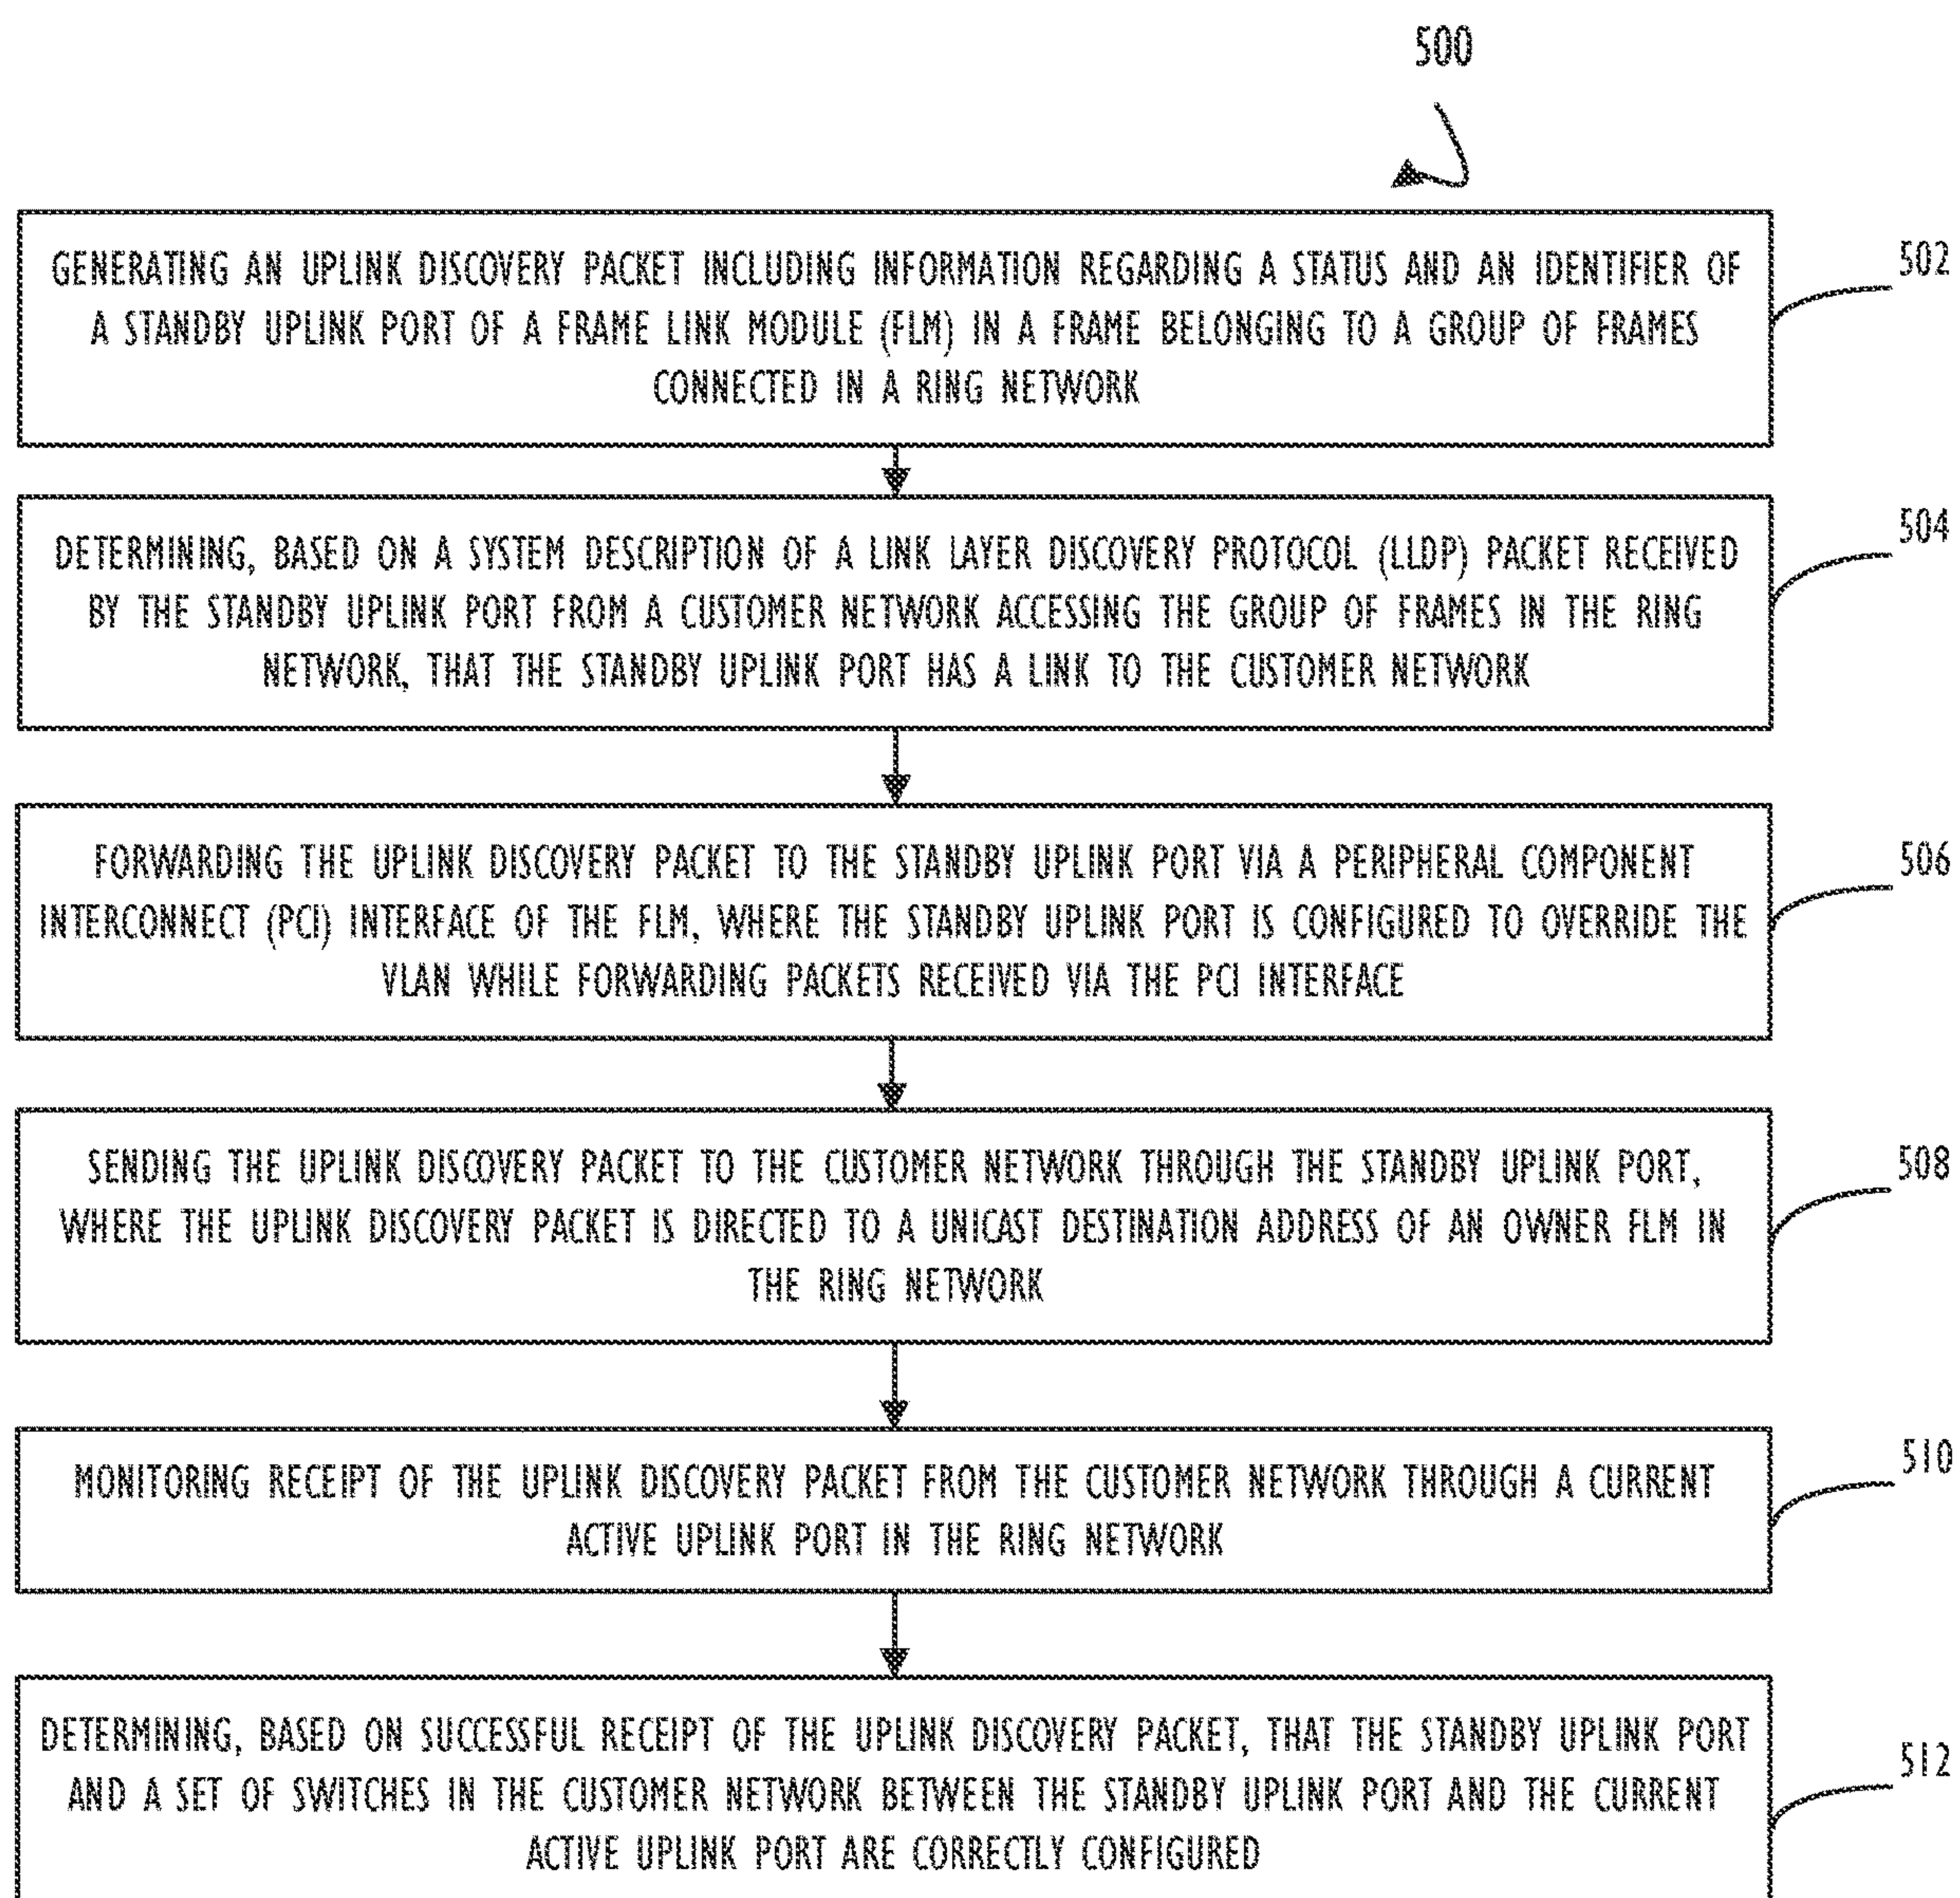 500
GENERATING AN UPLINK DISCOVERY PACKET INCLUDING INFORMATION REGARDING A STATUS AND AN IDENTIFIER OF
A STANDBY UPLINK PORT OF A FRAME LINK MODULE (FLM) IN A FRAME BELONGING TO A GROUP OF FRAMES
CONNECTED IN A RING NETWORK
502
DETERMINING, BASED ON A SYSTEM DESCRIPTION OF A LINK LAYER DISCOVERY PROTOCOL (LLDP) PACKET RECEIVED
BY THE STANDBY UPLINK PORT FROM A CUSTOMER NETWORK ACCESSING THE GROUP OF FRAMES IN THE RING
NETWORK, THAT THE STANDBY UPLINK PORT HAS A LINK TO THE CUSTOMER NETWORK
504
FORWARDING THE UPLINK DISCOVERY PACKET TO THE STANDBY UPLINK PORT VIA A PERIPHERAL COMPONENT
INTERCONNECT (PCI) INTERFACE OF THE FLM, WHERE THE STANDBY UPLINK PORT IS CONFIGURED TO OVERRIDE THE
VLAN WHILE FORWARDING PACKETS RECEIVED VIA THE PCI INTERFACE
506
SENDING THE UPLINK DISCOVERY PACKET TO THE CUSTOMER NETWORK THROUGH THE STANDBY UPLINK PORT,
WHERE THE UPLINK DISCOVERY PACKET IS DIRECTED TO A UNICAST DESTINATION ADDRESS OF AN OWNER FLM IN
THE RING NETWORK
508
MONITORING RECEIPT OF THE UPLINK DISCOVERY PACKET FROM THE CUSTOMER NETWORK THROUGH A CURRENT
ACTIVE UPLINK PORT IN THE RING NETWORK
510
DETERMINING, BASED ON SUCCESSFUL RECEIPT OF THE UPLINK DISCOVERY PACKET, THAT THE STANDBY UPLINK PORT
AND A SET OF SWITCHES IN THE CUSTOMER NETWORK BETWEEN THE STANDBY UPLINK PORT AND THE CURRENT
ACTIVE UPLINK PORT ARE CORRECTLY CONFIGURED
512